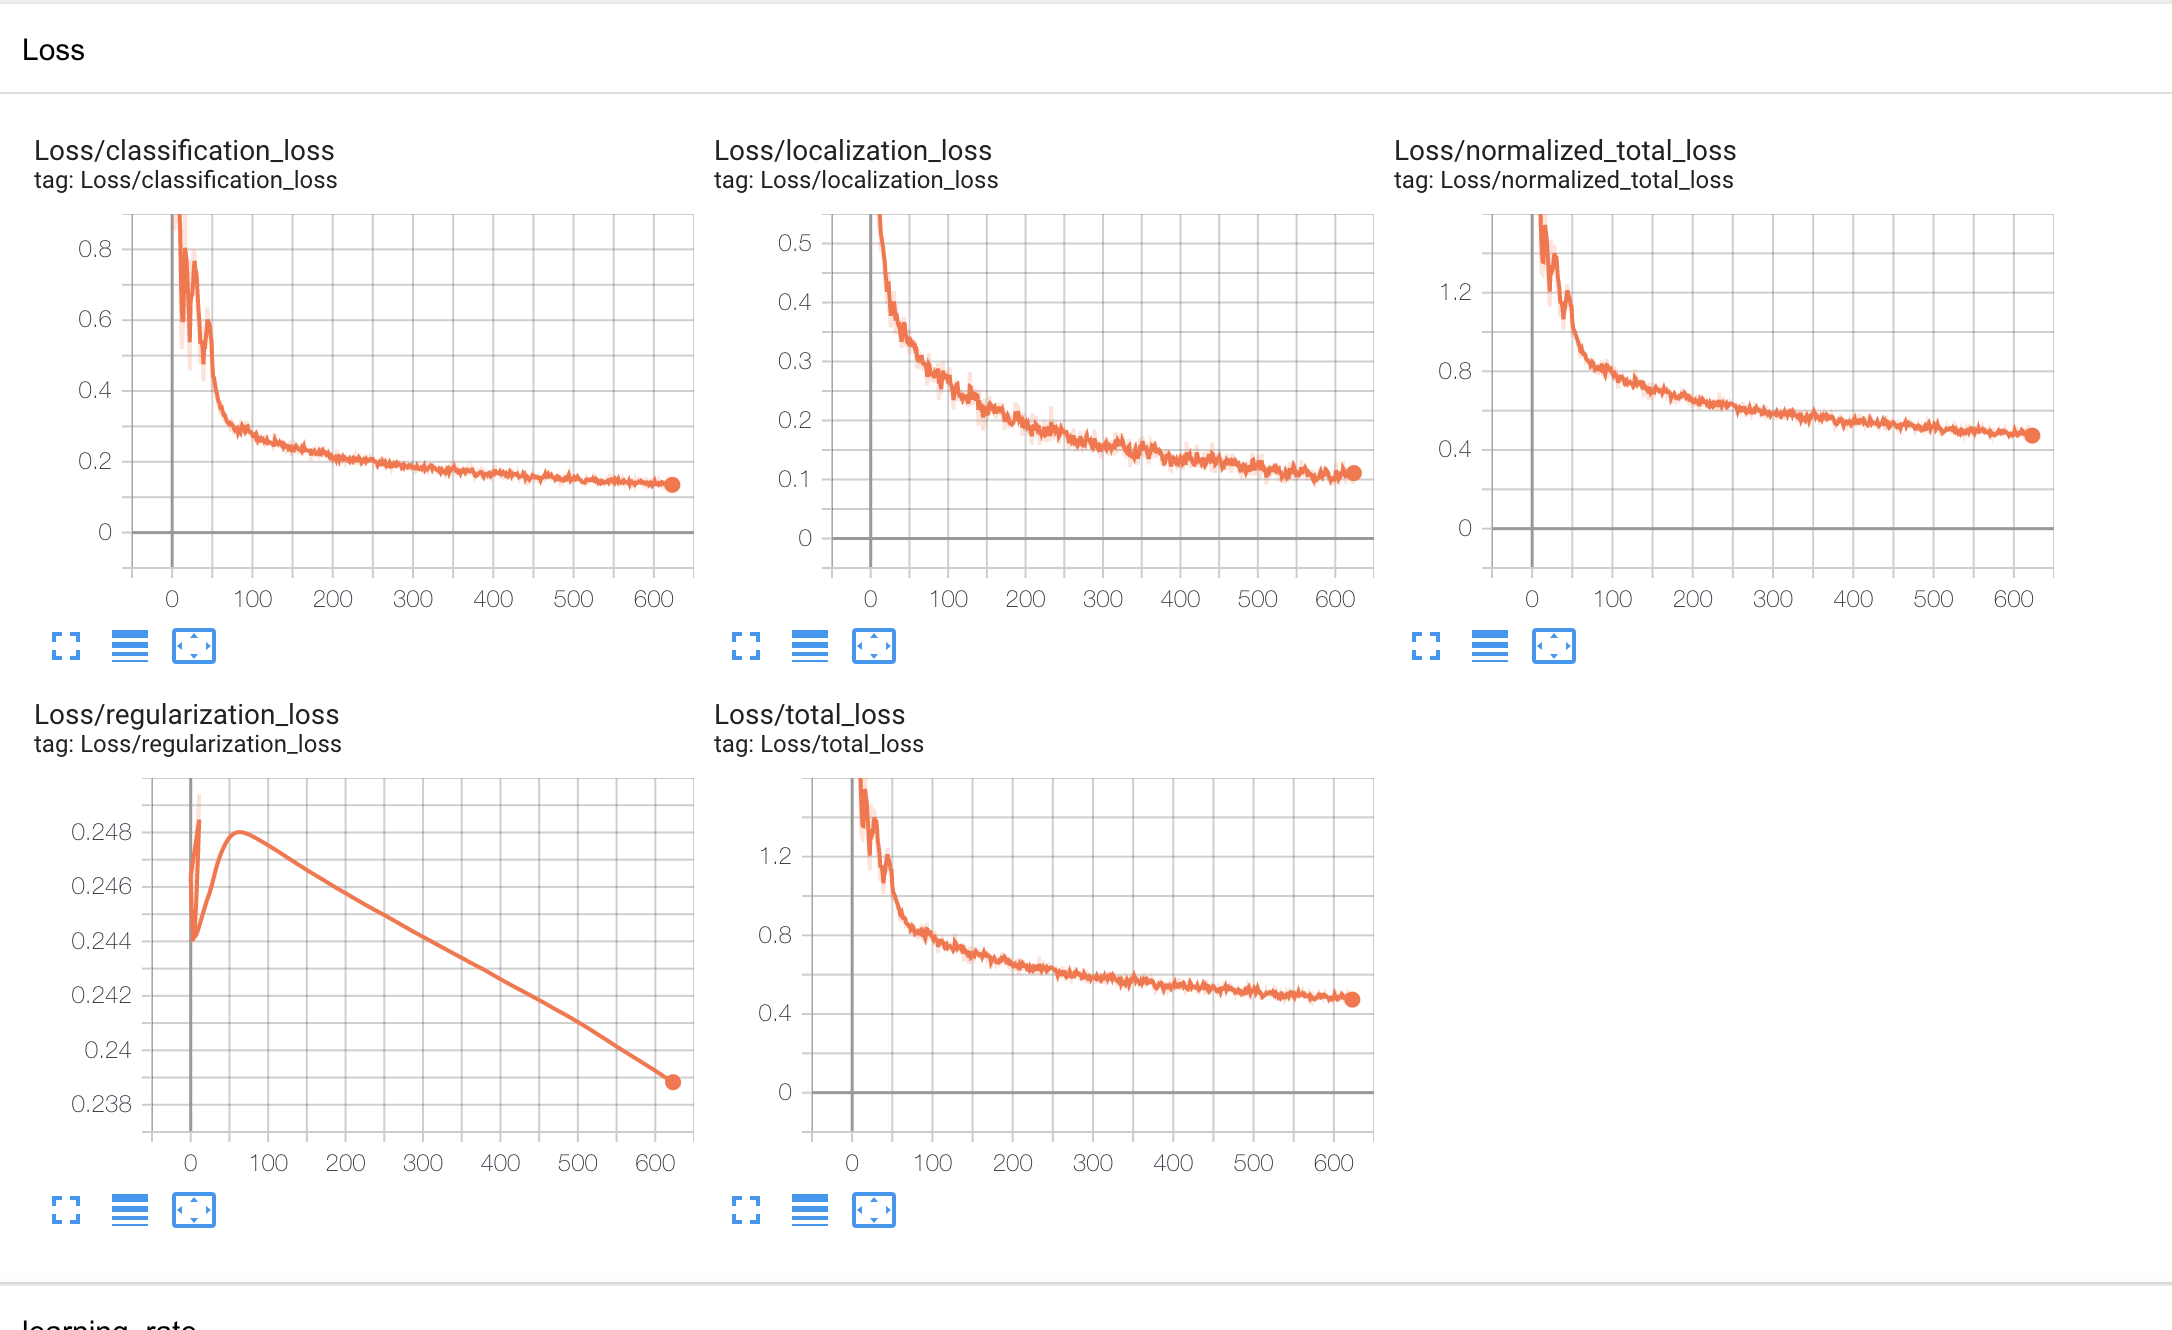 Loss
Loss/classification_loss
tag: Loss/classification_loss
0.8
0.6
0.4
0.2
0
0 100 200 300 400 500 600
Loss/localization_loss
tag: Loss/localization_loss
0.5
0.4
0.3
0.2
0.1
0
0 100 200 300 400 500 600
Loss/normalized_total_loss
tag: Loss/normalized_total_loss
1.2
0.8
0.4
0
0 100 200 300 400 500 600
Loss/regularization_loss
tag: Loss/regularization_loss
0.248
0.246
0.244
0.242
0.24
0.238
0 100 200 300 400 500 600
Loss/total_loss
tag: Loss/total_loss
1.2
0.8
0.4
0
0 100 200 300 400 500 600
learning_rate